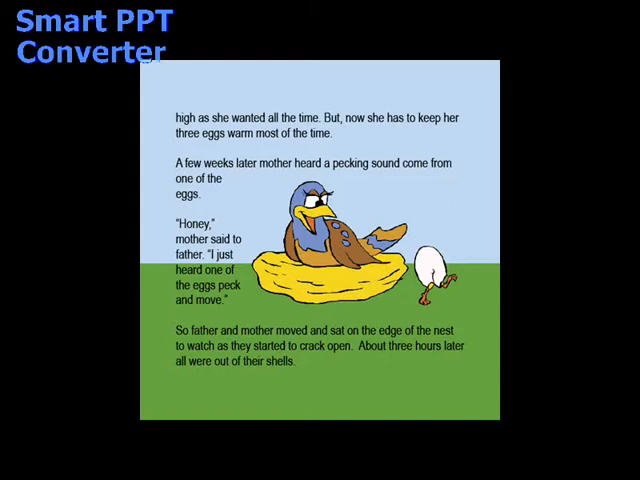 Smart PPT
Converter
high as she wanted all the time. But, now she has to keep her
three eggs warm most of the time.
A few weeks later mother heard a pecking sound come from
one of the
eggs.
“Honey,”
mother said to
father. “I just
heard one of
the eggs peck
and move.”
So father and mother moved and sat on the edge of the nest
to watch as they started to crack open.  About three hours later
all were out of their shells.